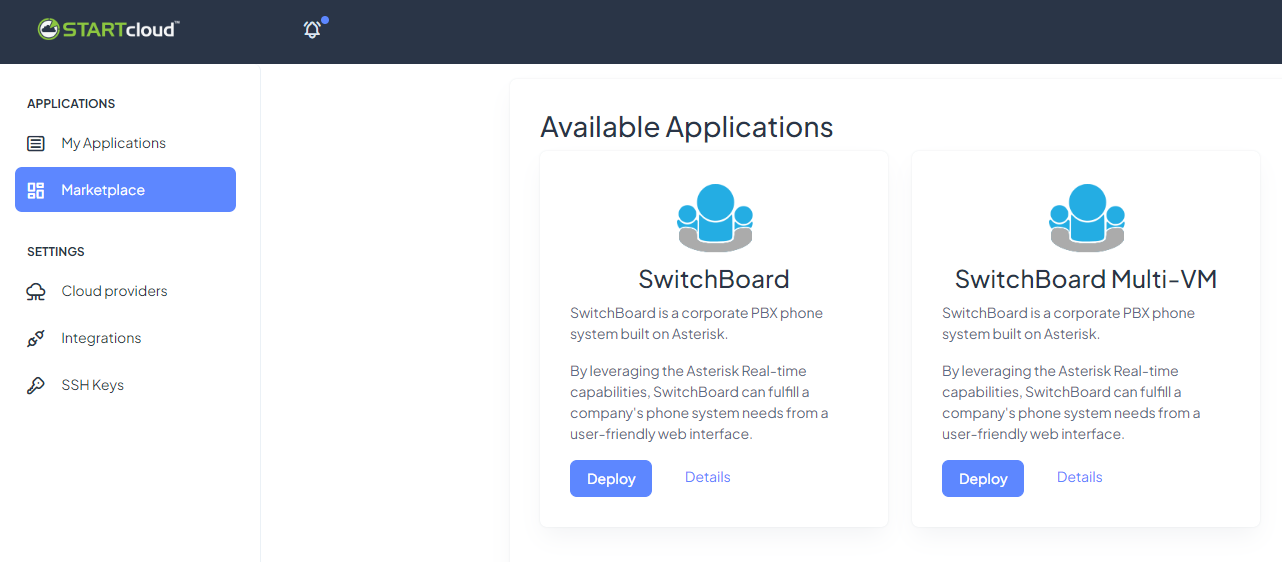 STARTcloud™
APPLICATIONS
My Applications
Marketplace
SETTINGS
Cloud providers
Integrations
SSH Keys
Available Applications
SwitchBoard
SwitchBoard is a corporate PBX phone
system built on Asterisk.
By leveraging the Asterisk Real-time
capabilities, SwitchBoard can fulfill a
company's phone system needs from a
user-friendly web interface.
Deploy
Details
SwitchBoard Multi-VM
SwitchBoard is a corporate PBX phone
system built on Asterisk.
By leveraging the Asterisk Real-time
capabilities, SwitchBoard can fulfill a
company's phone system needs from a
user-friendly web interface.
Deploy
Details